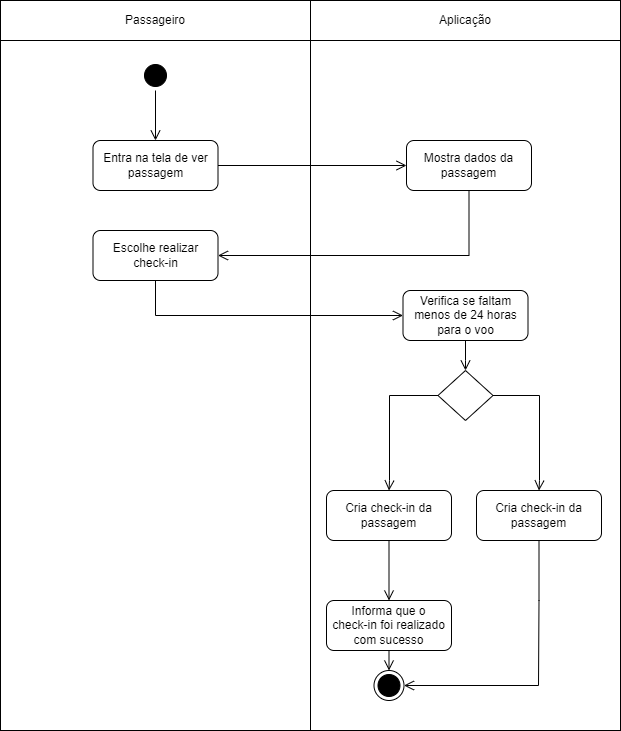 Passageiro
Aplicação
Entra na tela de ver
passagem
Mostra dados da
passagem
Escolhe realizar
check-in
Verifica se faltam
menos de 24 horas
para o voo
Cria check-in da
passagem
Cria check-in da
passagem
Informa que o
check-in foi realizado
com sucesso